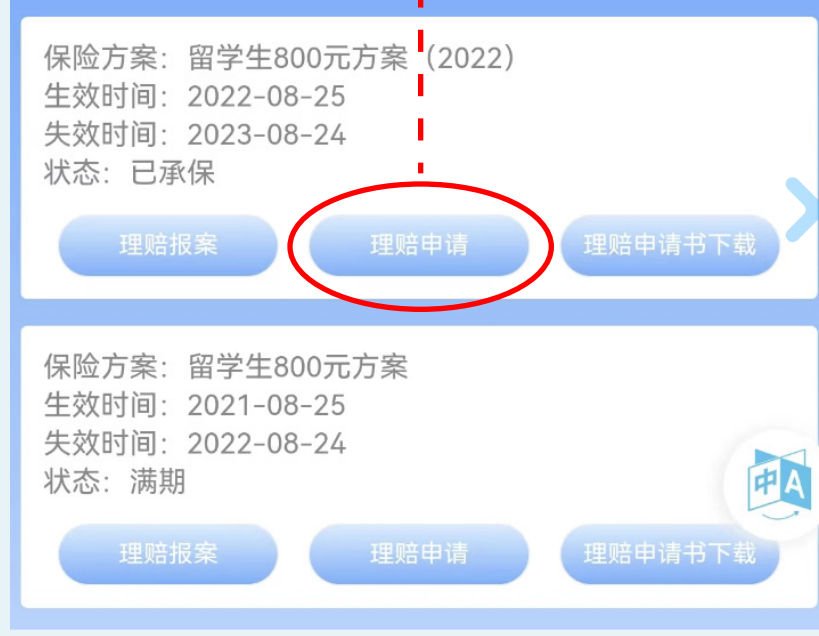 保险方案：留学生800元方案（2022）
生效时间：2022-08-25
失效时间：2023-08-24
状态：已承保
理赔报案 理赔申请 理赔申请书下载
保险方案：留学生800元方案
生效时间：2021-08-25
失效时间：2022-08-24
状态：满期
中A
理赔报案 理赔申请 理赔申请书下载